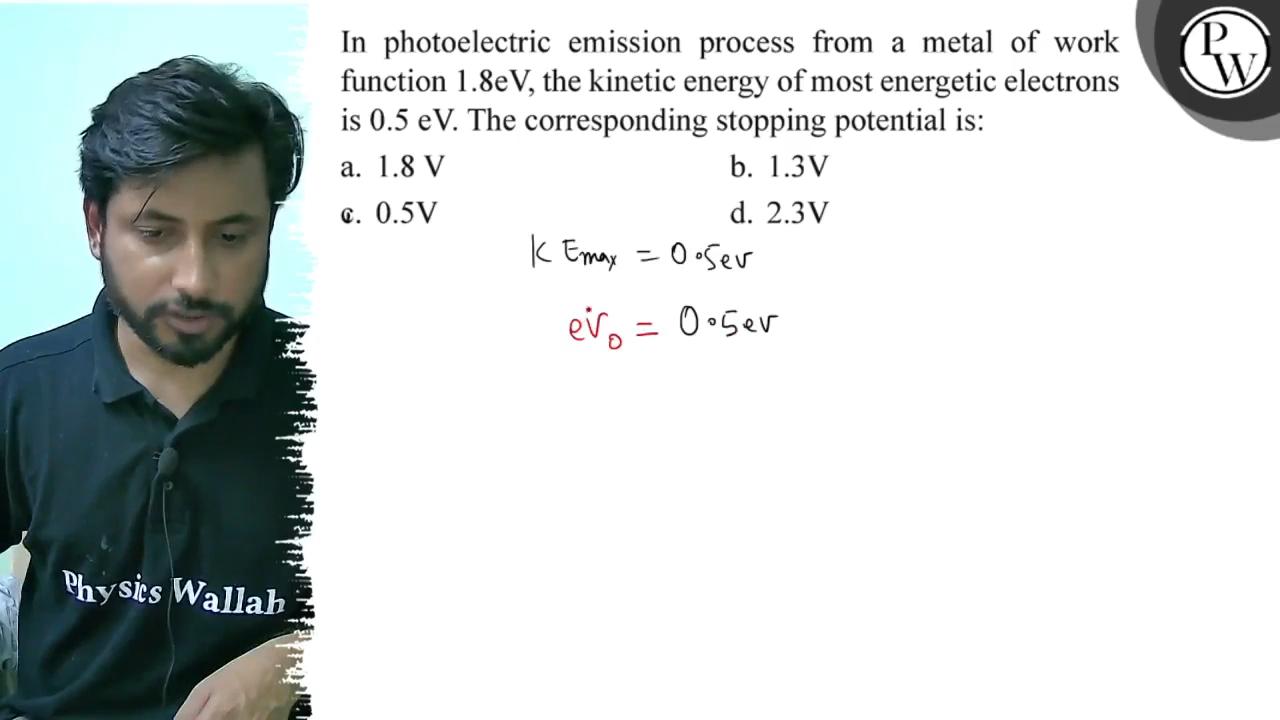 In photoelectric emission process from a metal of work
function 1.8eV, the kinetic energy of most energetic electrons
is 0.5 eV. The corresponding stopping potential is:
a. 1.8 V b. 1.3V
c. 0.5V d. 2.3V
K Emax = 0.5ev
ev₀ = 0.5ev
PW
Physics Wallah